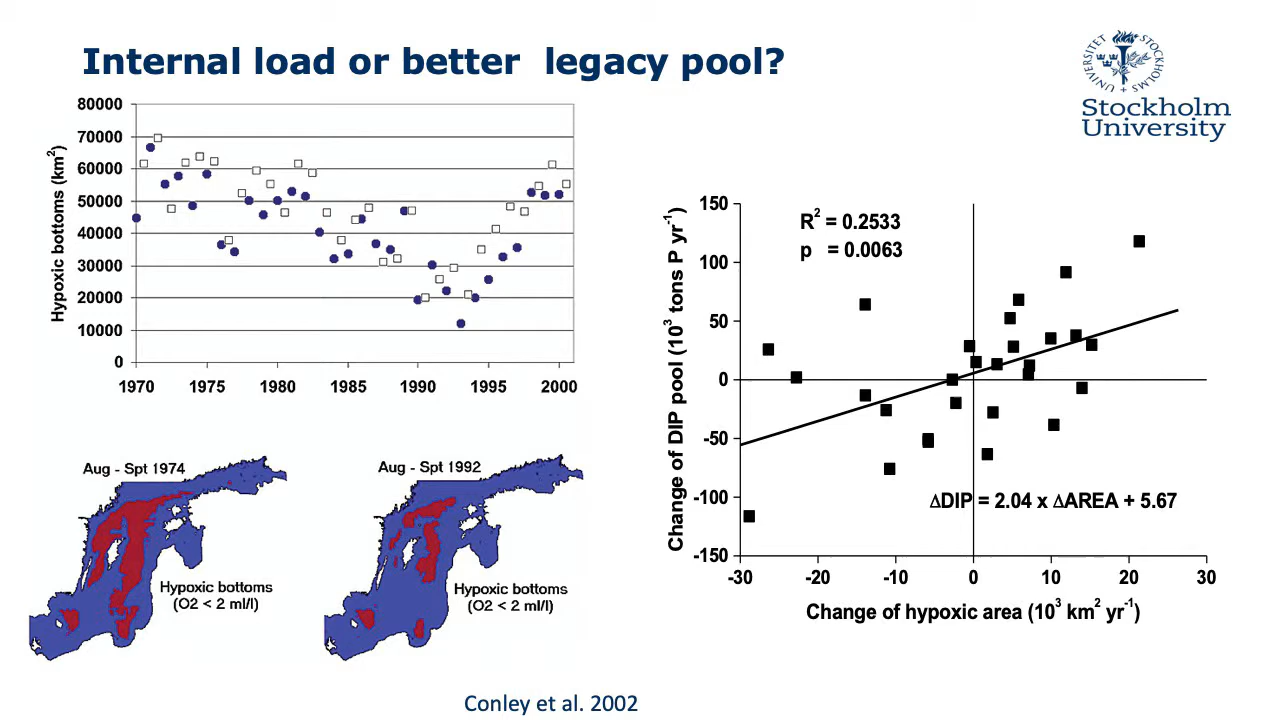 Internal load or better legacy pool?
UNIVERSITET
STOCKHOLMS
Stockholm
University
80000
70000
60000
50000
40000
30000
20000
10000
0
Hypoxic bottoms (km²)
1970 1975 1980 1985 1990 1995 2000
Aug - Spt 1974
Hypoxic bottoms
(O2 < 2 ml/l)
Aug - Spt 1992
Hypoxic bottoms
(O2 < 2 ml/l)
Change of DIP pool (10³ tons P yr⁻¹)
150
100
50
0
-50
-100
-150
R² = 0.2533
p = 0.0063
∆DIP = 2.04 x ∆AREA + 5.67
-30 -20 -10 0 10 20 30
Change of hypoxic area (10³ km² yr⁻¹)
Conley et al. 2002